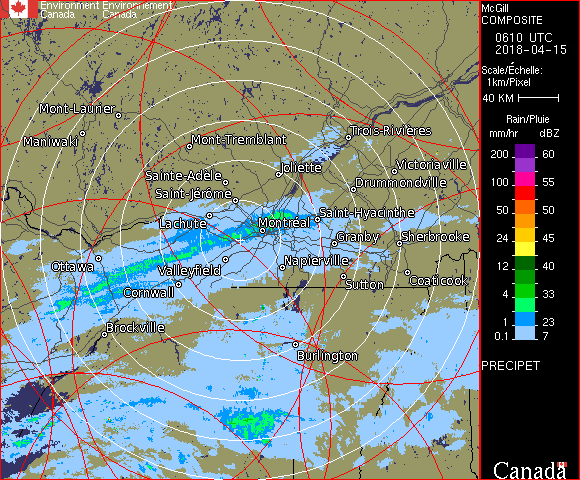 Environment Environnement
Canada Canada
McGill
COMPOSITE
0610 UTC
2018-04-15
Scale/Échelle:
1km/Pixel
40 KM
Rain/Pluie
mm/hr dBZ
200 60
55
100 55
50 50
24 45
12 40
8 35
4 33
1 23
0.1 7
PRECIPET
Canada
Mont-Laurier
Maniwaki
Mont-Tremblant
Trois-Rivières
Joliette
Victoriaville
Sainte-Adèle
Drummondville
Saint-Jérôme
Saint-Hyacinthe
Lachute
Montréal
Granby
Sherbrooke
Ottawa
Valleyfield
Napierville
Sutton
Coaticook
Cornwall
Brockville
Burlington